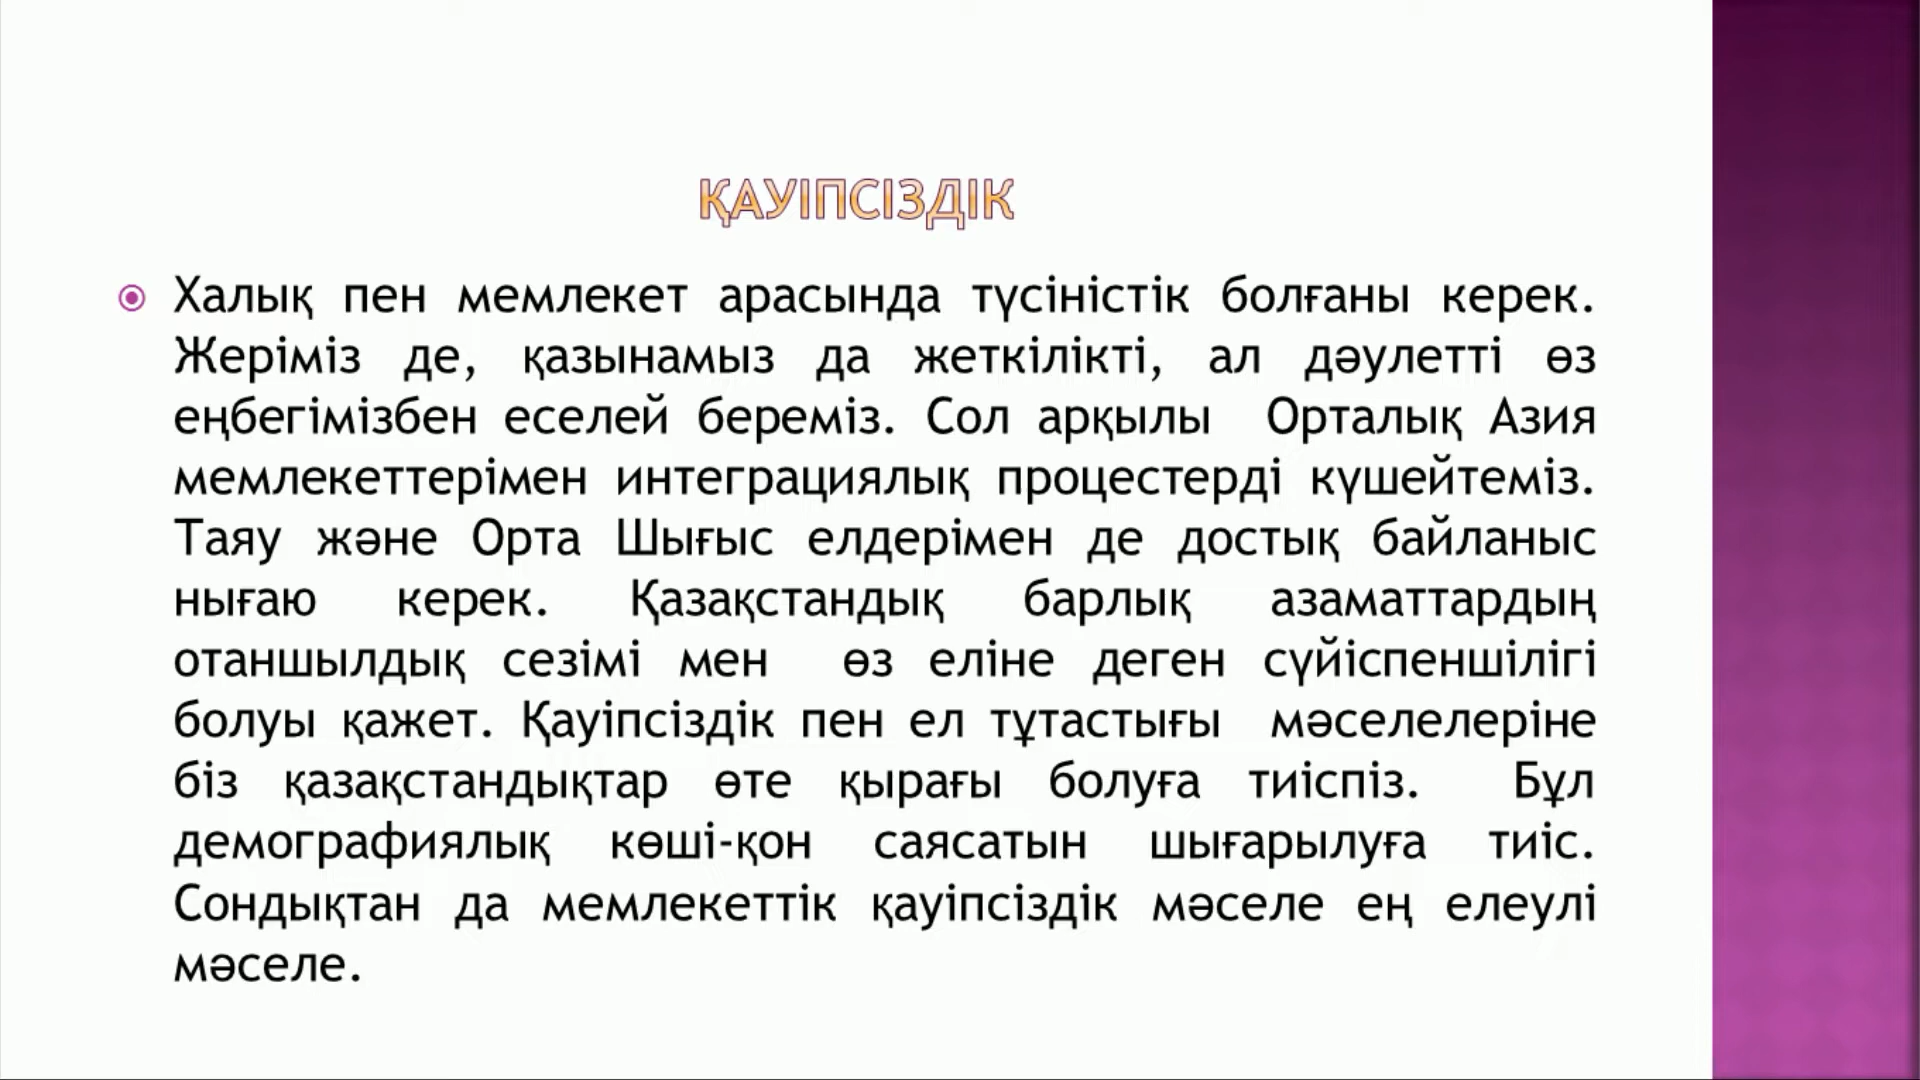 ҚАУІПСІЗДІК
Халық пен мемлекет арасында түсіністік болғаны керек.
Жеріміз де, қазынамыз да жеткілікті, ал дәулетті өз
еңбегімізбен еселей береміз. Сол арқылы Орталық Азия
мемлекеттерімен интеграциялық процестерді күшейтеміз.
Таяу және Орта Шығыс елдерімен де достық байланыс
нығаю керек. Қазақстандық барлық азаматтардың
отаншылдық сезімі мен өз еліне деген сүйіспеншілігі
болуы қажет. Қауіпсіздік пен ел тұтастығы мәселелеріне
біз қазақстандықтар өте қырағы болуға тиіспіз. Бұл
демографиялық көші-қон саясатын шығарылуға тиіс.
Сондықтан да мемлекеттік қауіпсіздік мәселе ең елеулі
мәселе.